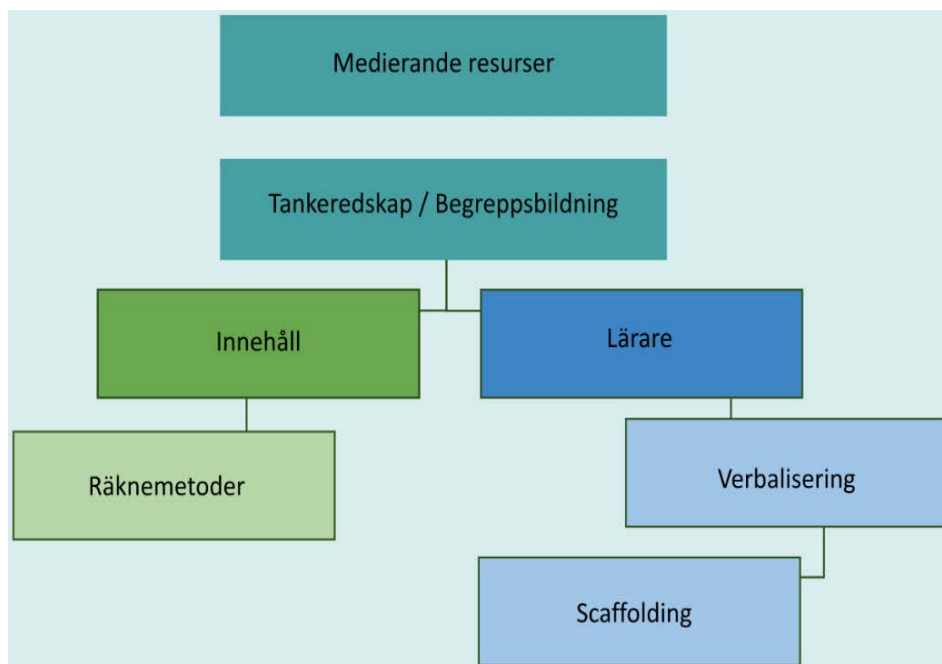 Medierande resurser
Tankeredskap / Begreppsbildning
Innehåll
Lärare
Räknemetoder
Verbalisering
Scaffolding